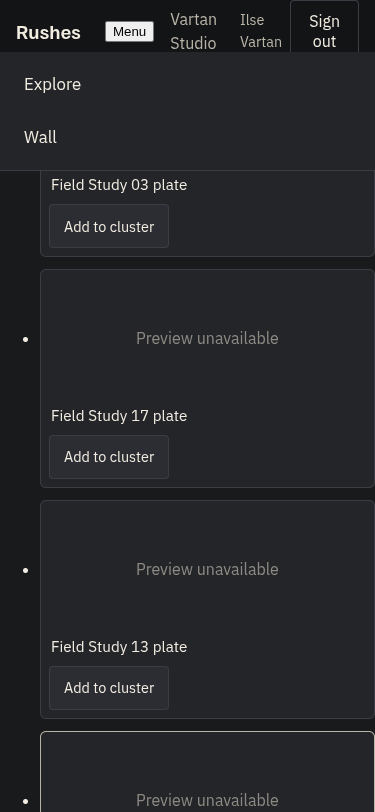 Rushes
Menu
Vartan
Studio
Ilse
Vartan
Sign
out
Explore
Wall
Field Study 03 plate
Add to cluster
Preview unavailable
Field Study 17 plate
Add to cluster
Preview unavailable
Field Study 13 plate
Add to cluster
Preview unavailable